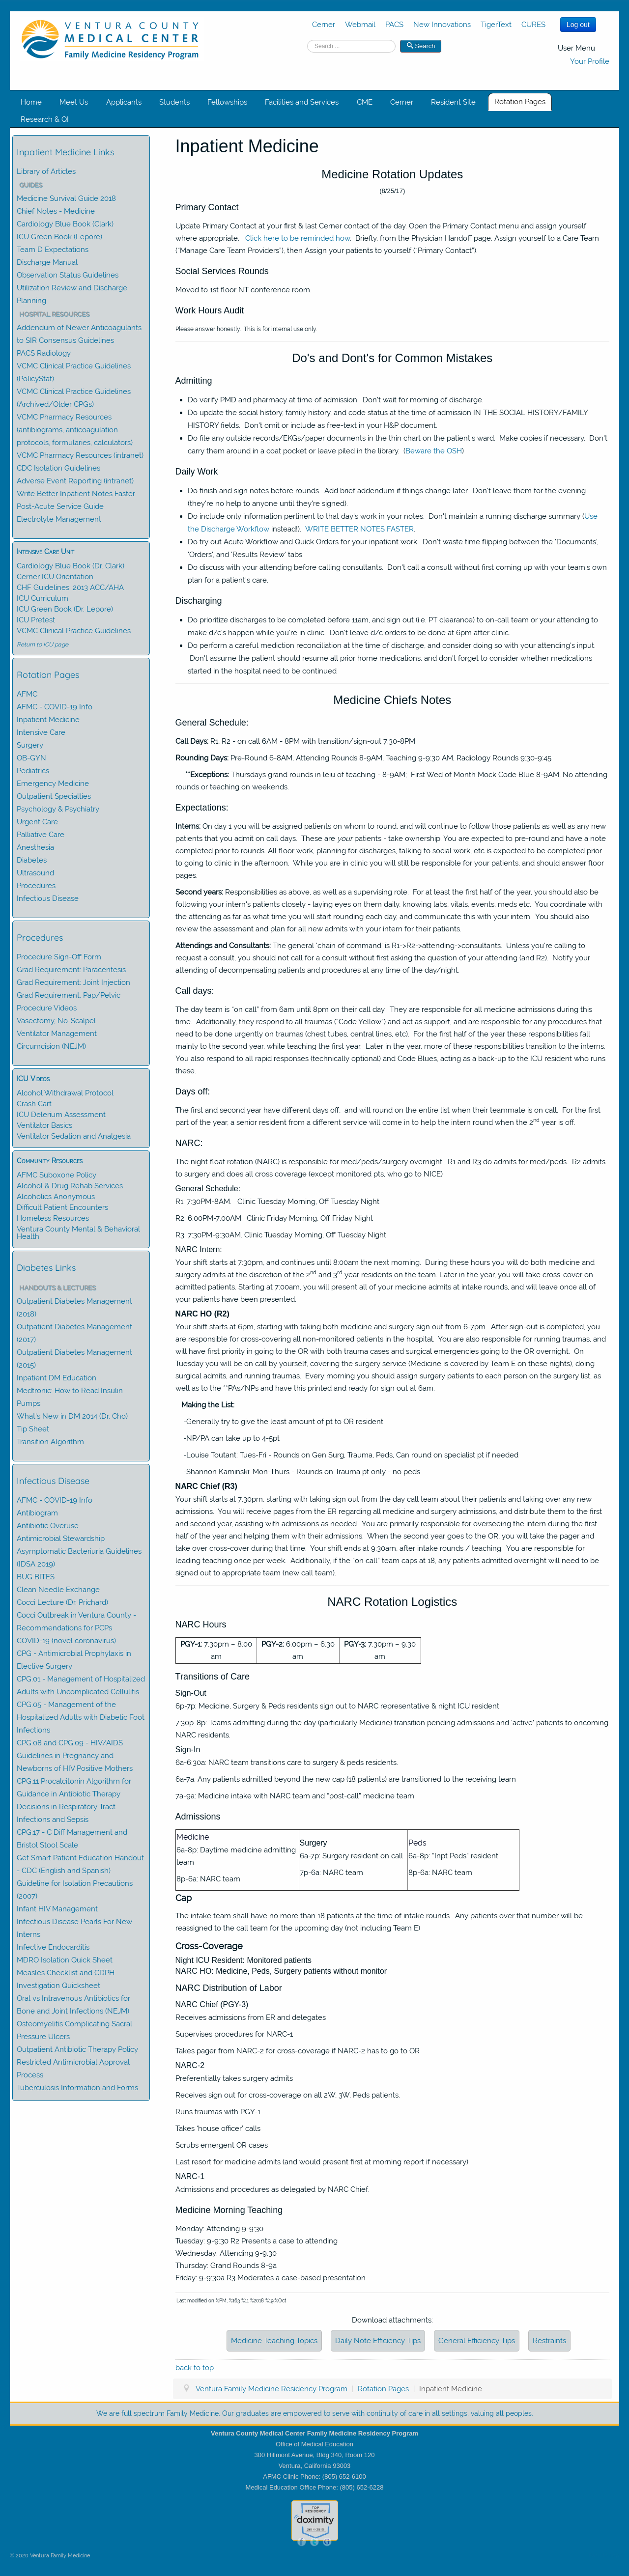 VENTURA COUNTY
MEDICAL CENTER
Family Medicine Residency Program
Cerner Webmail PACS New Innovations TigerText CURES
Log out
Search ...
Search
User Menu
Your Profile
Home Meet Us Applicants Students Fellowships Facilities and Services CME Cerner Resident Site Rotation Pages
Research & QI
Inpatient Medicine Links
Library of Articles
GUIDES
Medicine Survival Guide 2018
Chief Notes - Medicine
Cardiology Blue Book (Clark)
ICU Green Book (Lepore)
Team D Expectations
Discharge Manual
Observation Status Guidelines
Utilization Review and Discharge
Planning
HOSPITAL RESOURCES
Addendum of Newer Anticoagulants
to SIR Consensus Guidelines
PACS Radiology
VCMC Clinical Practice Guidelines
(PolicyStat)
VCMC Clinical Practice Guidelines
(Archived/Older CPGs)
VCMC Pharmacy Resources
(antibiograms, anticoagulation
protocols, formularies, calculators)
VCMC Pharmacy Resources (intranet)
CDC Isolation Guidelines
Adverse Event Reporting (intranet)
Write Better Inpatient Notes Faster
Post-Acute Service Guide
Electrolyte Management
Intensive Care Unit
Cardiology Blue Book (Dr. Clark)
Cerner ICU Orientation
CHF Guidelines: 2013 ACC/AHA
ICU Curriculum
ICU Green Book (Dr. Lepore)
ICU Pretest
VCMC Clinical Practice Guidelines
Return to ICU page
Rotation Pages
AFMC
AFMC - COVID-19 Info
Inpatient Medicine
Intensive Care
Surgery
OB-GYN
Pediatrics
Emergency Medicine
Outpatient Specialties
Psychology & Psychiatry
Urgent Care
Palliative Care
Anesthesia
Diabetes
Ultrasound
Procedures
Infectious Disease
Procedures
Procedure Sign-Off Form
Grad Requirement: Paracentesis
Grad Requirement: Joint Injection
Grad Requirement: Pap/Pelvic
Procedure Videos
Vasectomy, No-Scalpel
Ventilator Management
Circumcision (NEJM)
ICU Videos
Alcohol Withdrawal Protocol
Crash Cart
ICU Delerium Assessment
Ventilator Basics
Ventilator Sedation and Analgesia
Community Resources
AFMC Suboxone Policy
Alcohol & Drug Rehab Services
Alcoholics Anonymous
Difficult Patient Encounters
Homeless Resources
Ventura County Mental & Behavioral
Health
Diabetes Links
HANDOUTS & LECTURES
Outpatient Diabetes Management
(2018)
Outpatient Diabetes Management
(2017)
Outpatient Diabetes Management
(2015)
Inpatient DM Education
Medtronic: How to Read Insulin
Pumps
What's New in DM 2014 (Dr. Cho)
Tip Sheet
Transition Algorithm
Infectious Disease
AFMC - COVID-19 Info
Antibiogram
Antibiotic Overuse
Antimicrobial Stewardship
Asymptomatic Bacteriuria Guidelines
(IDSA 2019)
BUG BITES
Clean Needle Exchange
Cocci Lecture (Dr. Prichard)
Cocci Outbreak in Ventura County -
Recommendations for PCPs
COVID-19 (novel coronavirus)
CPG - Antimicrobial Prophylaxis in
Elective Surgery
CPG.01 - Management of Hospitalized
Adults with Uncomplicated Cellulitis
CPG.05 - Management of the
Hospitalized Adults with Diabetic Foot
Infections
CPG.08 and CPG.09 - HIV/AIDS
Guidelines in Pregnancy and
Newborns of HIV Positive Mothers
CPG.11 Procalcitonin Algorithm for
Guidance in Antibiotic Therapy
Decisions in Respiratory Tract
Infections and Sepsis
CPG.17 - C Diff Management and
Bristol Stool Scale
Get Smart Patient Education Handout
- CDC (English and Spanish)
Guideline for Isolation Precautions
(2007)
Infant HIV Management
Infectious Disease Pearls For New
Interns
Infective Endocarditis
MDRO Isolation Quick Sheet
Measles Checklist and CDPH
Investigation Quicksheet
Oral vs Intravenous Antibiotics for
Bone and Joint Infections (NEJM)
Osteomyelitis Complicating Sacral
Pressure Ulcers
Outpatient Antibiotic Therapy Policy
Restricted Antimicrobial Approval
Process
Tuberculosis Information and Forms
Inpatient Medicine
Medicine Rotation Updates
(8/25/17)
Primary Contact
Update Primary Contact at your first & last Cerner contact of the day. Open the Primary Contact menu and assign yourself
where appropriate. Click here to be reminded how. Briefly, from the Physician Handoff page: Assign yourself to a Care Team
("Manage Care Team Providers"), then Assign your patients to yourself ("Primary Contact").
Social Services Rounds
Moved to 1st floor NT conference room.
Work Hours Audit
Please answer honestly. This is for internal use only.
Do's and Dont's for Common Mistakes
Admitting
• Do verify PMD and pharmacy at time of admission. Don't wait for morning of discharge.
• Do update the social history, family history, and code status at the time of admission IN THE SOCIAL HISTORY/FAMILY
HISTORY fields. Don't omit or include as free-text in your H&P document.
• Do file any outside records/EKGs/paper documents in the thin chart on the patient's ward. Make copies if necessary. Don't
carry them around in a coat pocket or leave piled in the library. (Beware the OSH)
Daily Work
• Do finish and sign notes before rounds. Add brief addendum if things change later. Don't leave them for the evening
(they're no help to anyone until they're signed).
• Do include only information pertinent to that day's work in your notes. Don't maintain a running discharge summary (Use
the Discharge Workflow instead!). WRITE BETTER NOTES FASTER.
• Do try out Acute Workflow and Quick Orders for your inpatient work. Don't waste time flipping between the 'Documents',
'Orders', and 'Results Review' tabs.
• Do discuss with your attending before calling consultants. Don't call a consult without first coming up with your team's own
plan for a patient's care.
Discharging
• Do prioritize discharges to be completed before 11am, and sign out (i.e. PT clearance) to on-call team or your attending to
make d/c's happen while you're in clinic. Don't leave d/c orders to be done at 6pm after clinic.
• Do perform a careful medication reconciliation at the time of discharge, and consider doing so with your attending's input.
Don't assume the patient should resume all prior home medications, and don't forget to consider whether medications
started in the hospital need to be continued
Medicine Chiefs Notes
General Schedule:
Call Days: R1, R2 - on call 6AM - 8PM with transition/sign-out 7:30-8PM
Rounding Days: Pre-Round 6-8AM, Attending Rounds 8-9AM, Teaching 9-9:30 AM, Radiology Rounds 9:30-9:45
**Exceptions: Thursdays grand rounds in leiu of teaching - 8-9AM; First Wed of Month Mock Code Blue 8-9AM, No attending
rounds or teaching on weekends.
Expectations:
Interns: On day 1 you will be assigned patients on whom to round, and will continue to follow those patients as well as any other
patients that you admit on call days. These are your patients - take ownership. You are expected to pre-round and have a note
completed prior to rounds. All floor work, planning for discharges, talking to social work, etc is expected to be completed prior
to going to clinic in the afternoon. While you are in clinic you will still be responsible for your patients, and should answer floor
pages.
Second years: Responsibilities as above, as well as a supervising role. For at least the first half of the year, you should also be
following your intern's patients closely - laying eyes on them, following up vitals, labs, events, meds etc. You coordinate with
the attending as far as what time you will start rounding each day, and communicate this with your intern. You should review
the assessment and plan for all new admits with your intern, before they round on their patients.
Attendings and Consultants: The general 'chain of command' is R1->R2->attending->consultants. Unless you're calling to
request a consult, you should not call for a consultant's advice without first asking your attending (and R2). Notify your
attending of decompensating patients and procedures at any time of the day/night.
Call days:
The day team is "on call" from 6am until 8pm on their call day. They are responsible for all medicine admissions during this
time. Additionally, they repond to all traumas ("Code Yellow") and act as support, and are responsible for any procedures that
need to be done urgently on traumas (chest tubes, central lines, etc). For the first half of the year these responsibilities fall
mainly to the second year, while teaching the first year. Later in the year, more of these responsibilities transition to the intern.
You also respond to all rapid responses (technically optional) and Code Blues, acting as a back-up to the ICU resident who runs
these.
Days off:
The first and second year have different days off, and will round on the entire list when their teammate is on call. For the first
part of the year, a senior resident from a different service will come in to help the intern round when the 2nd year is off.
NARC:
The night float rotation (NARC) is responsible for med/peds/surgery overnight. R1 and R3 do admits for med/peds. R2 admits
to surgery and does all cross coverage (except monitored pts, who go to NICE)
General Schedule:
R1: 7:30PM-8AM. Clinic Tuesday Morning, Off Tuesday Night
R2: 6:00PM-7:00AM. Clinic Friday Morning, Off Friday Night
R3: 7:30PM-9:30AM. Clinic Tuesday Morning, Off Tuesday Night
NARC Intern:
Your shift starts at 7:30pm, and continues until 8:00am the next morning. During these hours you will do both medicine and
surgery admits at the discretion of the 2nd and 3rd year residents on the team. Later in the year, you will take cross-cover of
admitted patients. Starting at 7:00am, you will present all of your medicine admits at intake rounds, and will leave once all of
your patients have been presented.
NARC HO (R2)
Your shift starts at 6pm, starting with taking both medicine and surgery sign out from 6-7pm. After sign-out is completed, you
are responsible for cross-covering all non-monitored patients in the hospital. You are also responsible for running traumas, and
will have first priority in going to the OR with both trauma cases and surgical emergencies going to the OR overnight. On
Tuesday you will be on call by yourself, covering the surgery service (Medicine is covered by Team E on these nights), doing
surgical admits, and running traumas. Every morning you should assign surgery patients to each person on the surgery list, as
well as to the **PAs/NPs and have this printed and ready for sign out at 6am.
Making the List:
-Generally try to give the least amount of pt to OR resident
-NP/PA can take up to 4-5pt
-Louise Toutant: Tues-Fri - Rounds on Gen Surg, Trauma, Peds, Can round on specialist pt if needed
-Shannon Kaminski: Mon-Thurs - Rounds on Trauma pt only - no peds
NARC Chief (R3)
Your shift starts at 7:30pm, starting with taking sign out from the day call team about their patients and taking over any new
admissions. You will receive pages from the ER regarding all medicine and surgery admissions, and distribute them to the first
and second year, assisting with admissions if needed. You are primarily responsible for overseeing what the first year resident
is doing at night and helping them with their admissions. When the second year goes to the OR, you will take the pager and
take over cross-cover during that time. Your shift ends at 9:30am, after intake rounds / teaching. You are responsible for
leading teaching once per week. Additionally, if the "on call" team caps at 18, any patients admitted overnight will need to be
signed out to appropriate team (new call team).
NARC Rotation Logistics
NARC Hours
PGY-1: 7:30pm – 8:00 am PGY-2: 6:00pm – 6:30 am PGY-3: 7:30pm – 9:30 am
Transitions of Care
Sign-Out
6p-7p: Medicine, Surgery & Peds residents sign out to NARC representative & night ICU resident.
7:30p-8p: Teams admitting during the day (particularly Medicine) transition pending admissions and 'active' patients to oncoming
NARC residents.
Sign-In
6a-6:30a: NARC team transitions care to surgery & peds residents.
6a-7a: Any patients admitted beyond the new cap (18 patients) are transitioned to the receiving team
7a-9a: Medicine intake with NARC team and "post-call" medicine team.
Admissions
Medicine
6a-8p: Daytime medicine admitting
team
8p-6a: NARC team
Surgery
6a-7p: Surgery resident on call
7p-6a: NARC team
Peds
6a-8p: "Inpt Peds" resident
8p-6a: NARC team
Cap
The intake team shall have no more than 18 patients at the time of intake rounds. Any patients over that number will be
reassigned to the call team for the upcoming day (not including Team E)
Cross-Coverage
Night ICU Resident: Monitored patients
NARC HO: Medicine, Peds, Surgery patients without monitor
NARC Distribution of Labor
NARC Chief (PGY-3)
Receives admissions from ER and delegates
Supervises procedures for NARC-1
Takes pager from NARC-2 for cross-coverage if NARC-2 has to go to OR
NARC-2
Preferentially takes surgery admits
Receives sign out for cross-coverage on all 2W, 3W, Peds patients.
Runs traumas with PGY-1
Takes 'house officer' calls
Scrubs emergent OR cases
Last resort for medicine admits (and would present first at morning report if necessary)
NARC-1
Admissions and procedures as delegated by NARC Chief.
Medicine Morning Teaching
Monday: Attending 9-9:30
Tuesday: 9-9:30 R2 Presents a case to attending
Wednesday: Attending 9-9:30
Thursday: Grand Rounds 8-9a
Friday: 9-9:30a R3 Moderates a case-based presentation
Last modified on %PM, %163 %11 %2018 %19:%Oct
Download attachments:
Medicine Teaching Topics Daily Note Efficiency Tips General Efficiency Tips Restraints
back to top
Ventura Family Medicine Residency Program | Rotation Pages | Inpatient Medicine
We are full spectrum Family Medicine. Our graduates are empowered to serve with continuity of care in all settings, valuing all peoples.
Ventura County Medical Center Family Medicine Residency Program
Office of Medical Education
300 Hillmont Avenue, Bldg 340, Room 120
Ventura, California 93003
AFMC Clinic Phone: (805) 652-6100
Medical Education Office Phone: (805) 652-6228
TOP
RESIDENCY
doximity
© 2020 Ventura Family Medicine